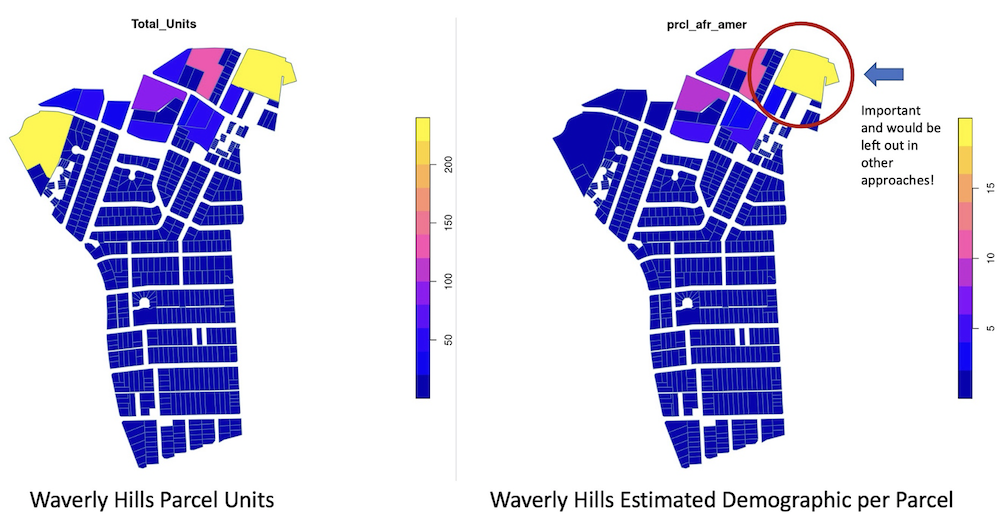 Total_Units
200
150
100
50
Waverly Hills Parcel Units
prcl_afr_amer
Important
and would be
left out in
other
approaches!
15
10
5
Waverly Hills Estimated Demographic per Parcel